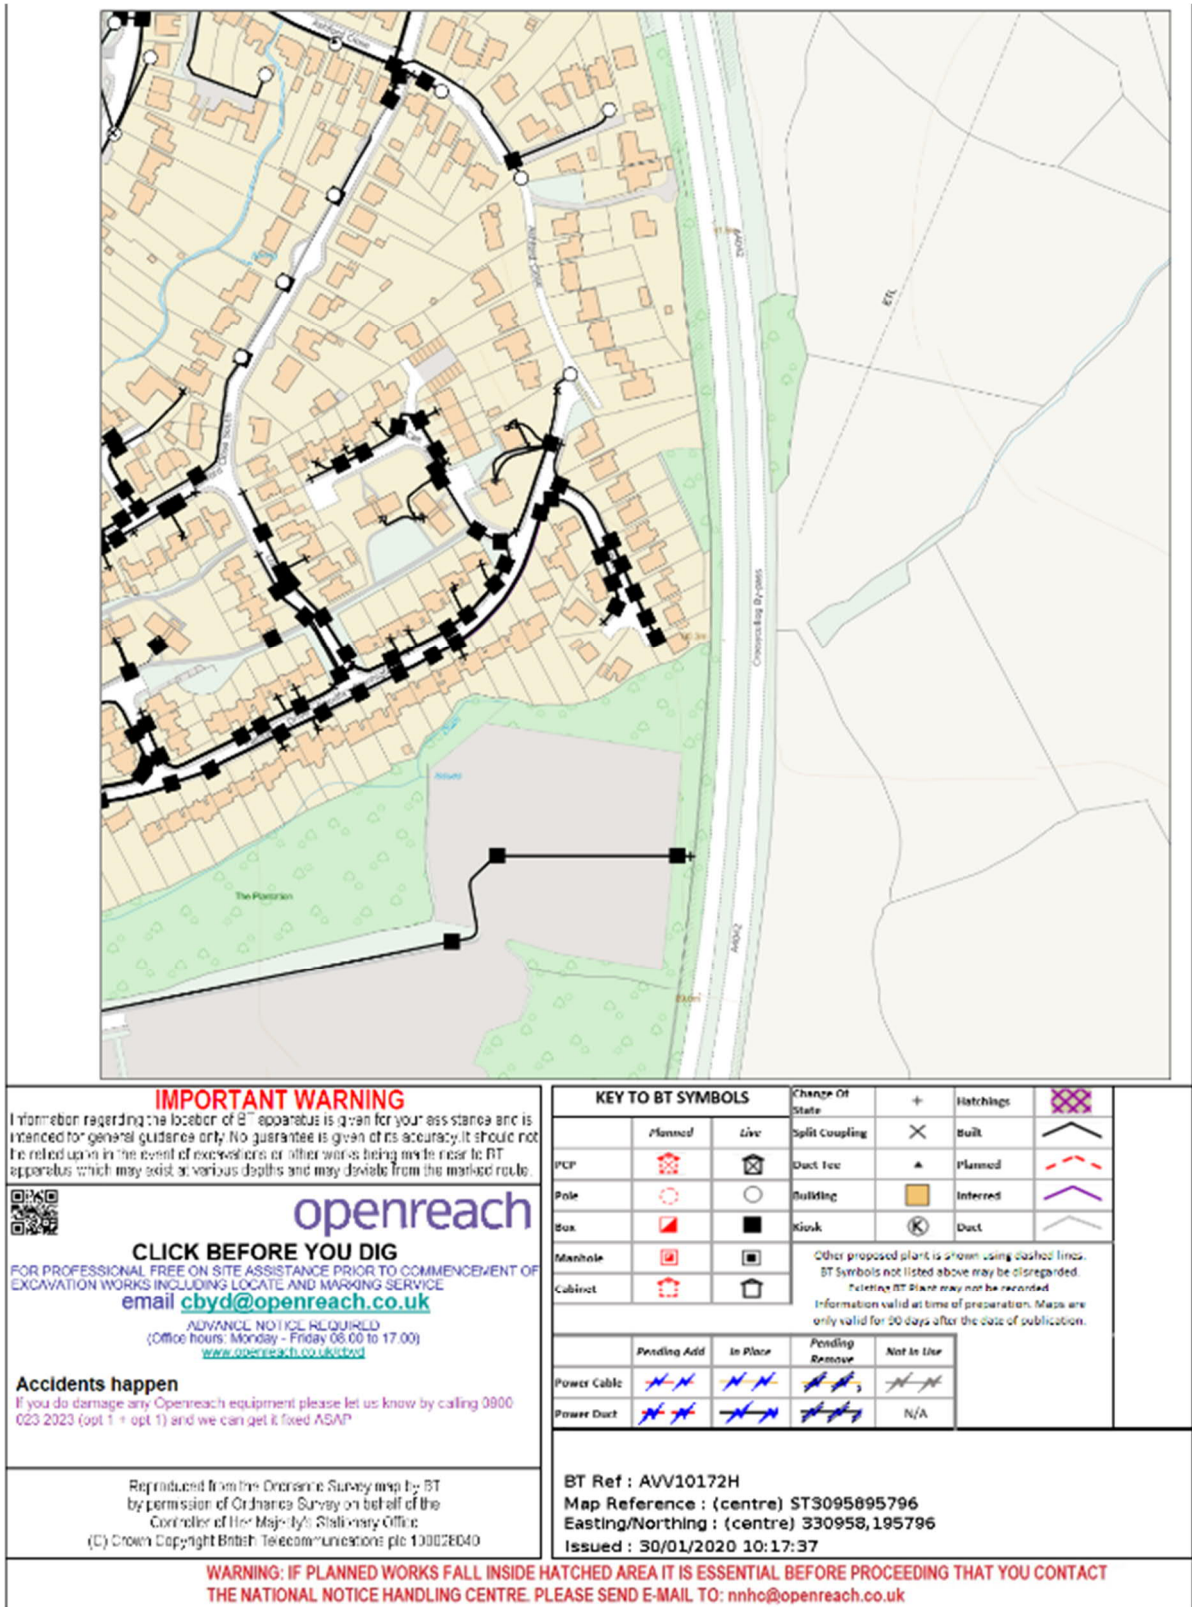 Ashford Close
A4042
ETL
Croesyceiliog By-pass
Issues
The Plantation
A4042
IMPORTANT WARNING
Information regarding the location of BT apparatus is given for your assistance and is
intended for general guidance only. No guarantee is given of its accuracy. It should not
be relied upon in the event of excavations or other works being made near to BT
apparatus which may exist at various depths and may deviate from the marked route.
openreach
CLICK BEFORE YOU DIG
FOR PROFESSIONAL FREE ON SITE ASSISTANCE PRIOR TO COMMENCEMENT OF
EXCAVATION WORKS INCLUDING LOCATE AND MARKING SERVICE
email cbyd@openreach.co.uk
ADVANCE NOTICE REQUIRED
(Office hours: Monday - Friday 08.00 to 17.00)
www.openreach.co.uk/cbyd
Accidents happen
If you do damage any Openreach equipment please let us know by calling 0800
023 2023 (opt 1 + opt 1) and we can get it fixed ASAP
Reproduced from the Ordnance Survey map by BT
by permission of Ordnance Survey on behalf of the
Controller of Her Majesty's Stationary Office
(C) Crown Copyright British Telecommunications plc 100028040
KEY TO BT SYMBOLS
Change Of State
+
Hatchings
Planned
Live
Split Coupling
Built
PCP
Duct Tee
Planned
Pole
Building
Inferred
Box
Kiosk
K
Duct
Manhole
Cabinet
Other proposed plant is shown using dashed lines.
BT Symbols not listed above may be disregarded.
Existing BT Plant may not be recorded.
Information valid at time of preparation. Maps are
only valid for 90 days after the date of publication.
Pending Add
In Place
Pending Remove
Not In Use
Power Cable
Power Duct
N/A
BT Ref : AVV10172H
Map Reference : (centre) ST3095895796
Easting/Northing : (centre) 330958,195796
Issued : 30/01/2020 10:17:37
WARNING: IF PLANNED WORKS FALL INSIDE HATCHED AREA IT IS ESSENTIAL BEFORE PROCEEDING THAT YOU CONTACT
THE NATIONAL NOTICE HANDLING CENTRE. PLEASE SEND E-MAIL TO: nnhc@openreach.co.uk